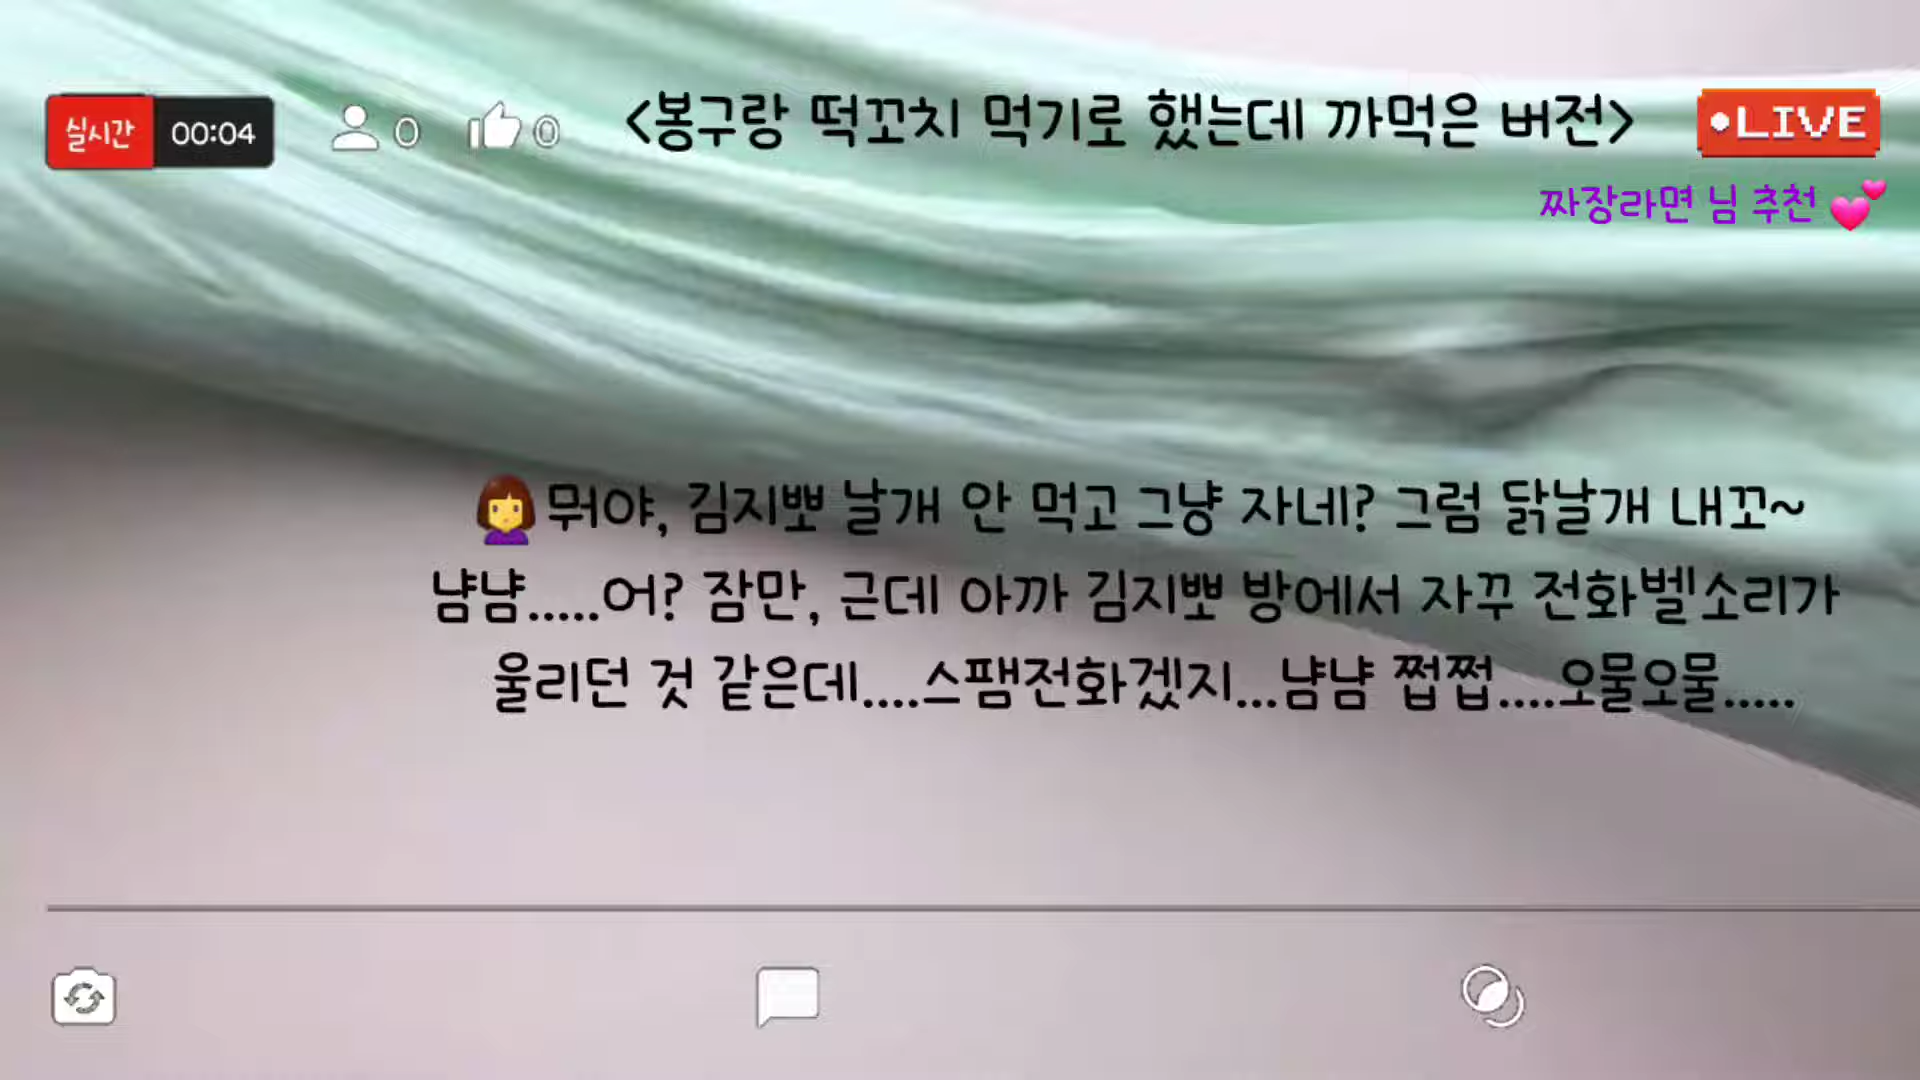 실시간 00:04 0 0 <봉구랑 떡꼬치 먹기로 했는데 까먹은 버전> LIVE
짜장라면 님 추천 💕
뭐야, 김지뽀 날개 안 먹고 그냥 자네? 그럼 닭날개 내꼬~
냠냠.....어? 잠만, 근데 아까 김지뽀 방에서 자꾸 전화벨소리가
울리던 것 같은데....스팸전화겠지...냠냠 쩝쩝....오물오물.....